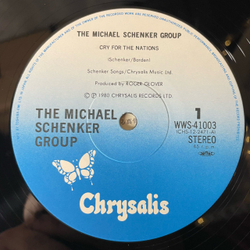 THE MICHAEL SCHENKER GROUP
CRY FOR THE NATIONS
(Schenker/Barden)
Schenker Songs/Chrysalis Music Ltd.
Produced by ROGER GLOVER
℗ © 1980 CHRYSALIS RECORDS LTD.
THE MICHAEL
SCHENKER
GROUP
1
WWS-41003
STEREO
Chrysalis